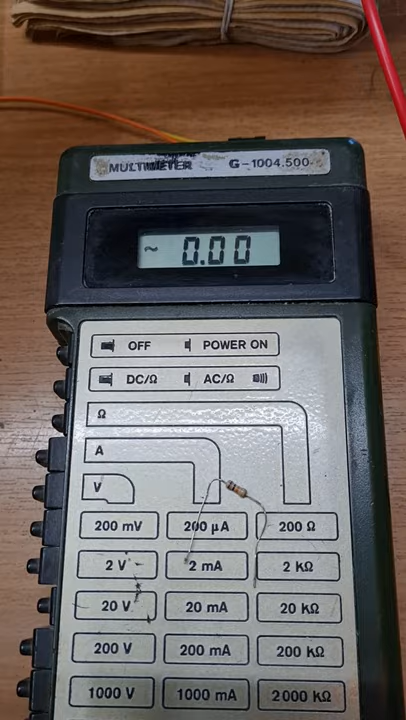 MULTIMETER G-1004.500
~ 0.00
OFF POWER ON
DC/Ω AC/Ω
Ω
A
V
200 mV 200 µA 200 Ω
2 V 2 mA 2 kΩ
20 V 20 mA 20 kΩ
200 V 200 mA 200 kΩ
1000 V 1000 mA 2000 kΩ